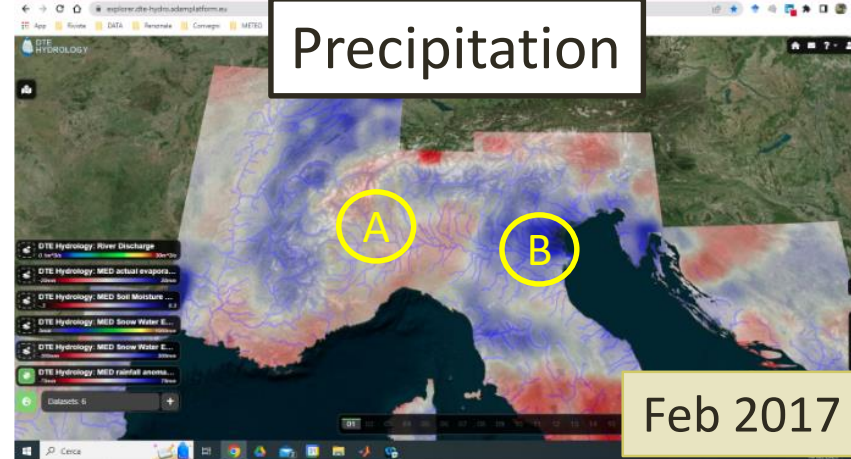 explorer.dte-hydro.adamplatform.eu
App Riviste DATA Personale Convegni METEO
Precipitation
DTE
HYDROLOGY
A
B
DTE Hydrology: River Discharge
DTE Hydrology: MED actual evapora...
DTE Hydrology: MED Soil Moisture ...
DTE Hydrology: MED Snow Water E...
DTE Hydrology: MED Snow Water E...
DTE Hydrology: MED rainfall anoma...
Datasets: 6
01
Feb 2017
Cerca